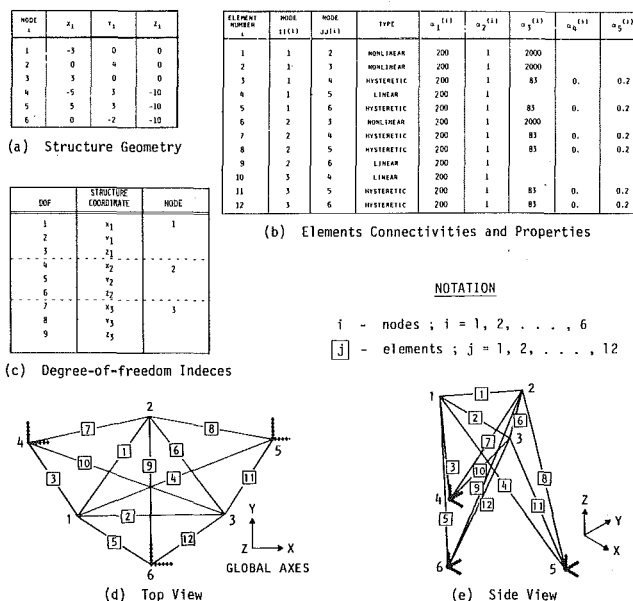 NODE i X_i Y_i Z_i
1 -3 0 0
2 0 4 0
3 3 0 0
4 -5 3 -10
5 5 3 -10
6 0 -2 -10
(a) Structure Geometry
ELEMENT NUMBER i NODE II(i) NODE JJ(i) TYPE α1(i) α2(i) α3(i) α4(i) α5(i)
1 1 2 NONLINEAR 200 1 2000
2 1 3 NONLINEAR 200 1 2000
3 1 4 HYSTERETIC 200 1 83 0. 0.2
4 1 5 LINEAR 200 1
5 1 6 HYSTERETIC 200 1 83 0. 0.2
6 2 3 NONLINEAR 200 1 2000
7 2 4 HYSTERETIC 200 1 83 0. 0.2
8 2 5 HYSTERETIC 200 1 83 0. 0.2
9 2 6 LINEAR 200 1
10 3 4 LINEAR 200 1
11 3 5 HYSTERETIC 200 1 83 0. 0.2
12 3 6 HYSTERETIC 200 1 83 0. 0.2
(b) Elements Connectivities and Properties
DOF STRUCTURE COORDINATE NODE
1 X1 1
2 Y1
3 Z1
4 X2 2
5 Y2
6 Z2
7 X3 3
8 Y3
9 Z3
(c) Degree-of-freedom Indeces
NOTATION
i - nodes ; i = 1, 2, . . . , 6
j - elements ; j = 1, 2, . . . , 12
2
7 8
4 5
1 6
10 9 4
3 11
1 2 3
5 12
6
Y
Z X
GLOBAL AXES
(d) Top View
1 1 2
2 6
7 3
3 10 8
4 9 4
5 12 11
6 5
Z
Y
X
(e) Side View